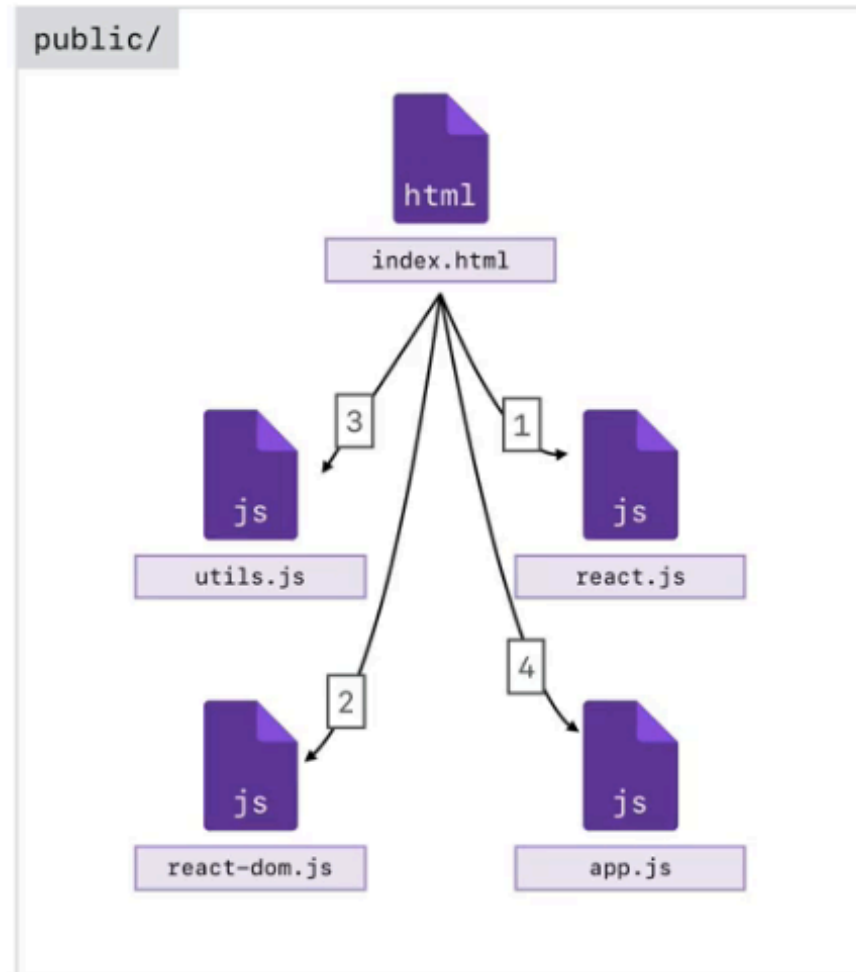 public/
html
index.html
3
1
js
js
utils.js
react.js
4
2
js
js
react-dom.js
app.js